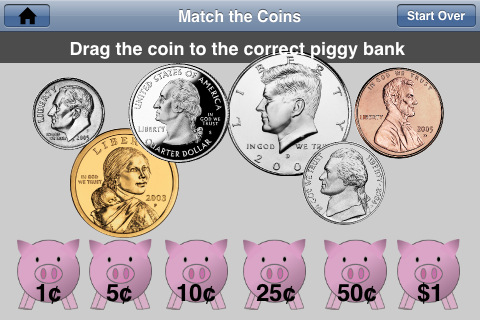 Match the Coins
Start Over
Drag the coin to the correct piggy bank
LIBERTY
2005
UNITED STATES OF AMERICA
LIBERTY
IN GOD
WE TRUST
QUARTER DOLLAR
LIBERTY
IN GOD WE TRUST
IN GOD WE TRUST
LIBERTY
2005
LIBERTY
IN GOD
WE TRUST
2003
1¢
5¢
10¢
25¢
50¢
$1